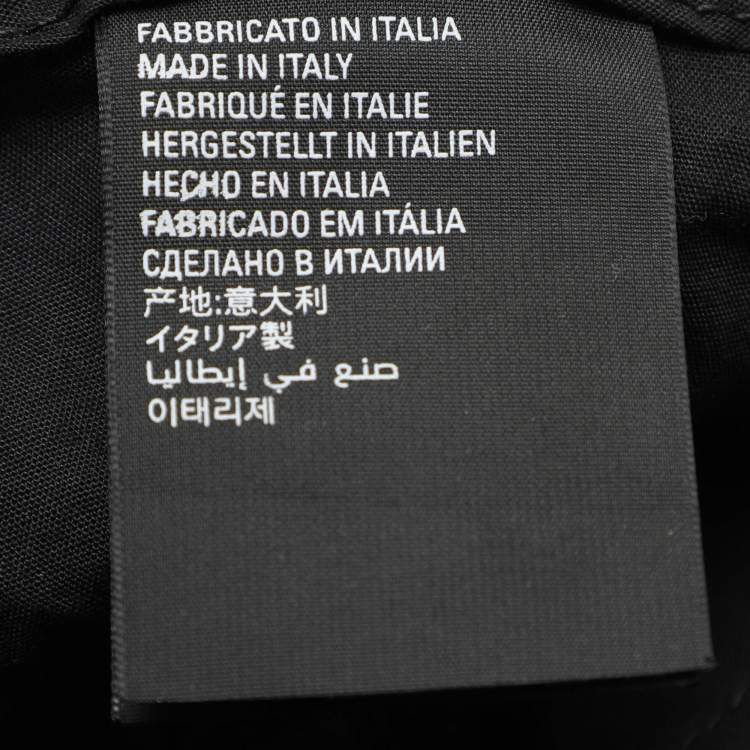 FABBRICATO IN ITALIA
MADE IN ITALY
FABRIQUÉ EN ITALIE
HERGESTELLT IN ITALIEN
HECHO EN ITALIA
FABRICADO EM ITÁLIA
СДЕЛАНО В ИТАЛИИ
产地:意大利
イタリア製
صنع في إيطاليا
이태리제